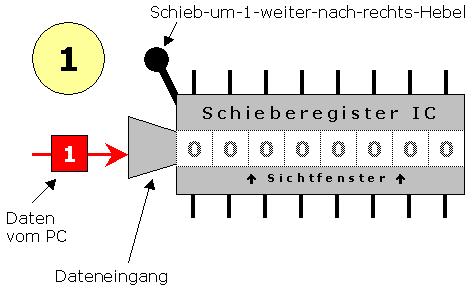 Schieb-um-1-weiter-nach-rechts-Hebel
1
Schieberegister IC
1
0 0 0 0 0 0 0 0
↑ Sichtfenster ↑
Daten
vom PC
Dateneingang